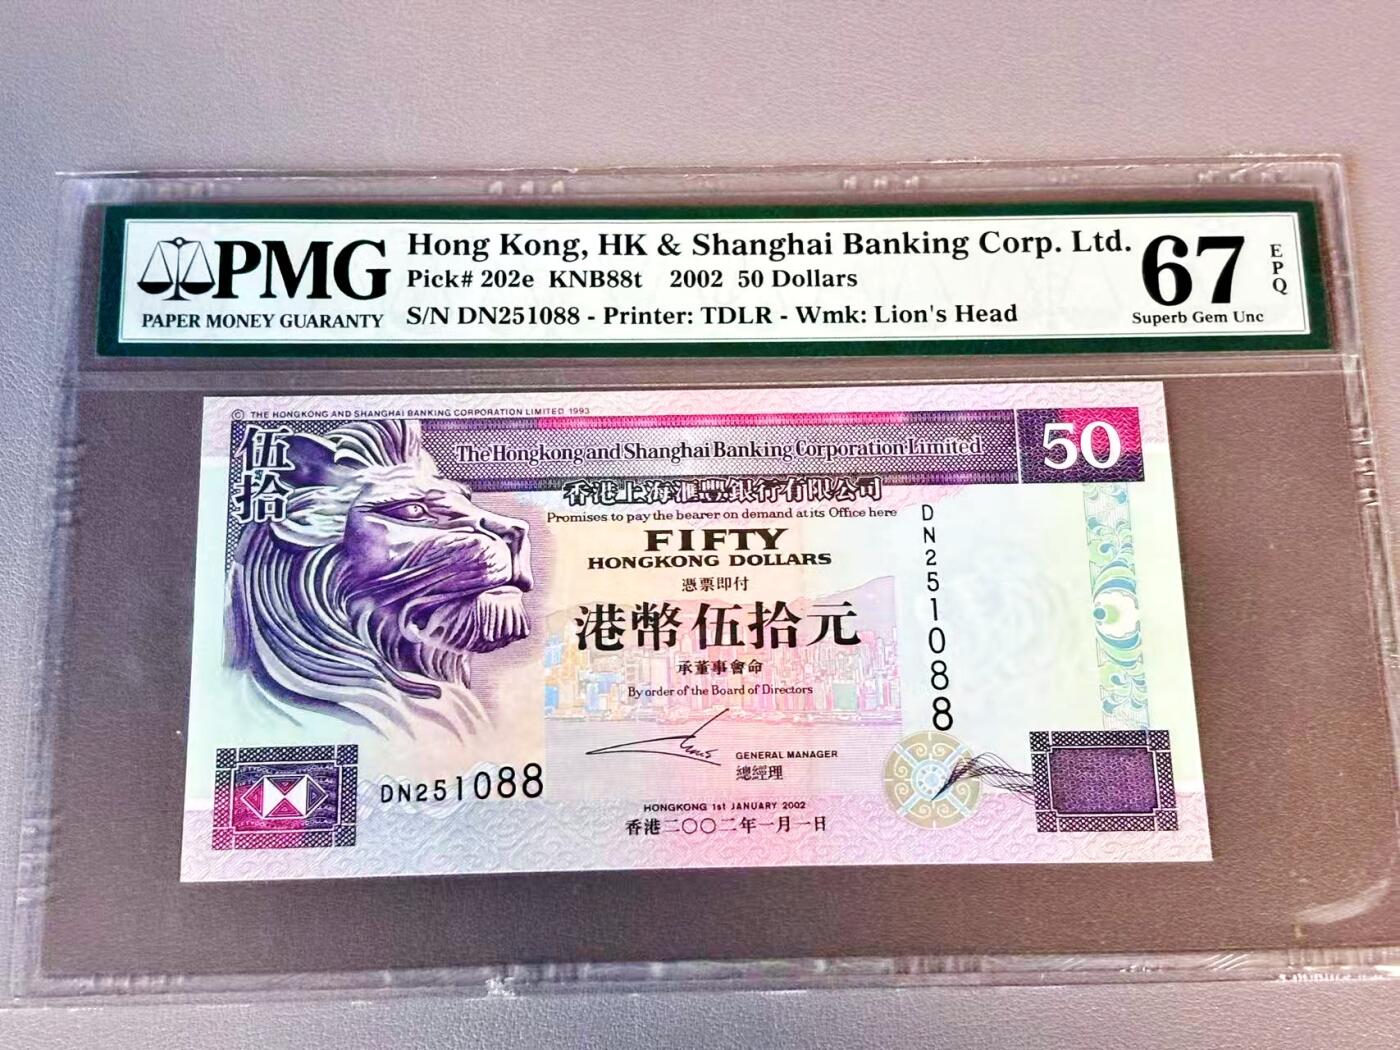 PMG
PAPER MONEY GUARANTY
Hong Kong, HK & Shanghai Banking Corp. Ltd.
Pick# 202e KNB88t 2002 50 Dollars
S/N DN251088 - Printer: TDLR - Wmk: Lion's Head
67
EPQ
Superb Gem Unc
© THE HONGKONG AND SHANGHAI BANKING CORPORATION LIMITED 1993
伍拾
The Hongkong and Shanghai Banking Corporation Limited
50
香港上海滙豐銀行有限公司
Promises to pay the bearer on demand at its Office here
FIFTY
HONGKONG DOLLARS
憑票即付
港幣伍拾元
承董事會命
By order of the Board of Directors
DN251088
GENERAL MANAGER
總經理
DN251088
HONGKONG 1st JANUARY 2002
香港二〇〇二年一月一日